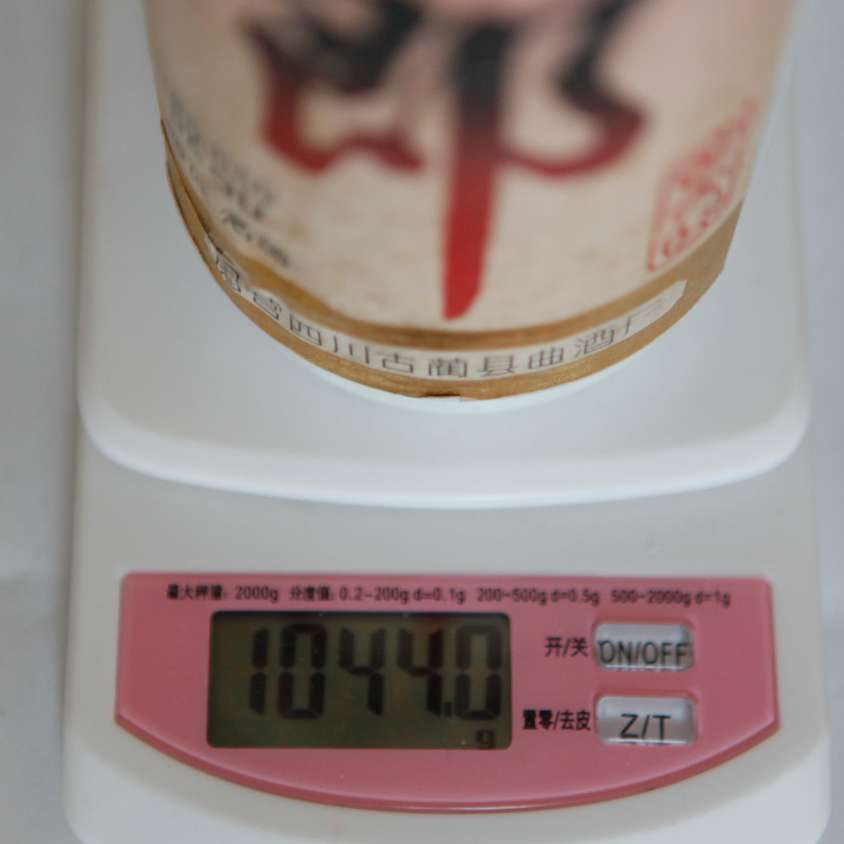 郎
四川古蔺县曲酒厂
最大秤量：2000g 分度值：0.2-200g d=0.1g 200~500g d=0.5g 500~2000g d=1g
1044.0
g
开/关 ON/OFF
置零/去皮 Z/T